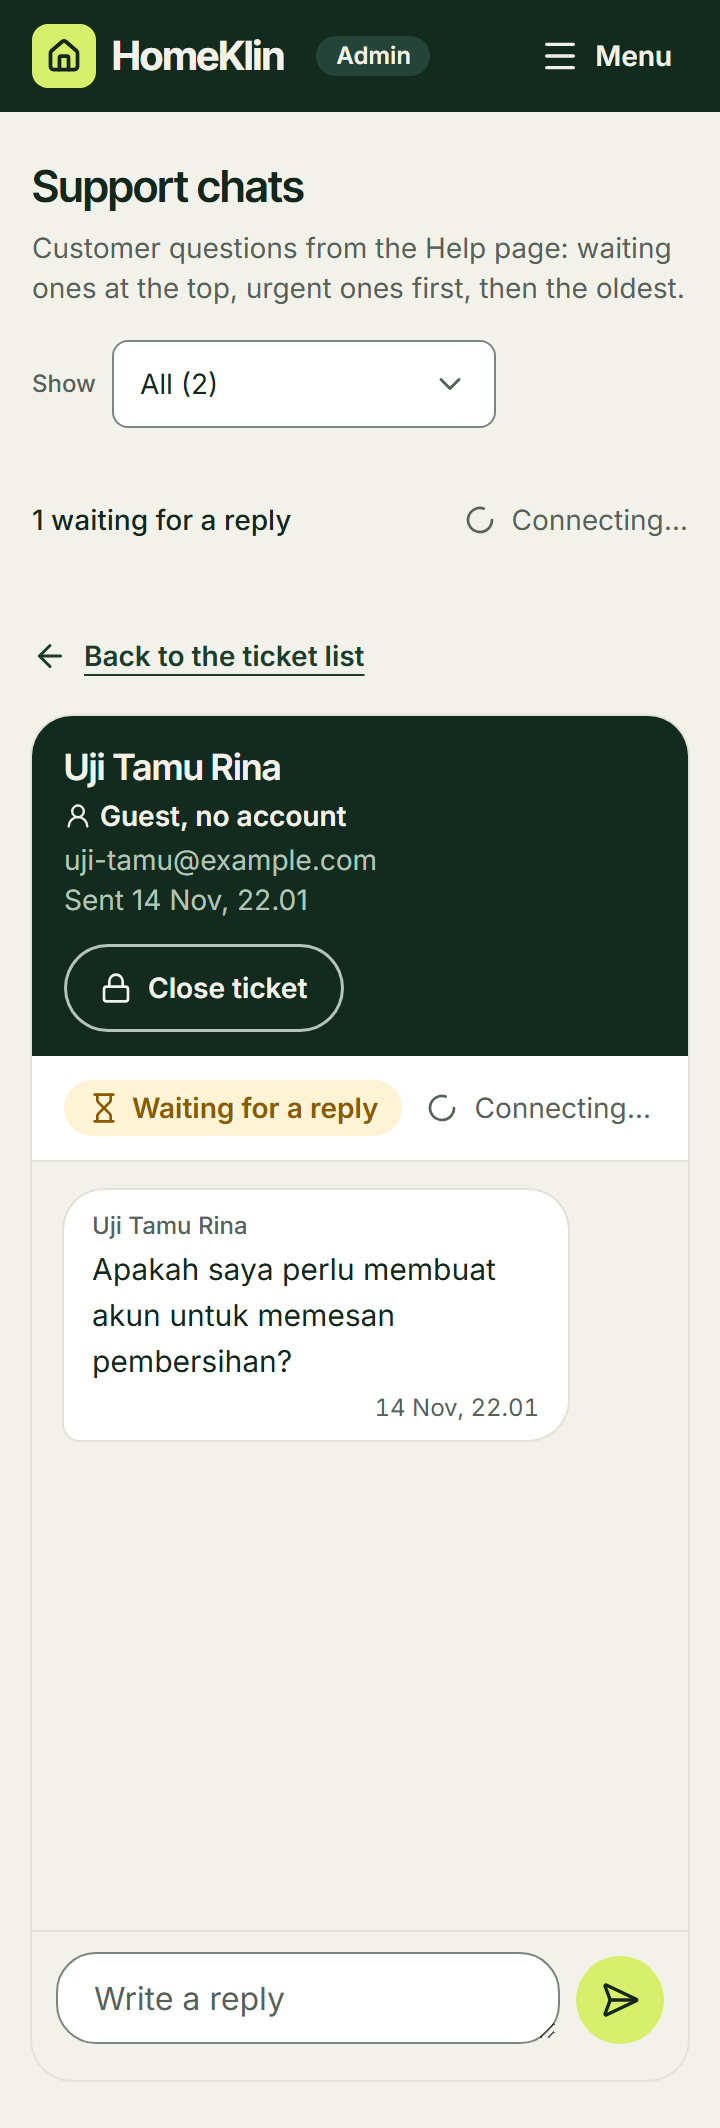 HomeKlin
Admin
Menu
Support chats
Customer questions from the Help page: waiting
ones at the top, urgent ones first, then the oldest.
Show
All (2)
1 waiting for a reply
Connecting...
Back to the ticket list
Uji Tamu Rina
Guest, no account
uji-tamu@example.com
Sent 14 Nov, 22.01
Close ticket
Waiting for a reply
Connecting...
Uji Tamu Rina
Apakah saya perlu membuat
akun untuk memesan
pembersihan?
14 Nov, 22.01
Write a reply